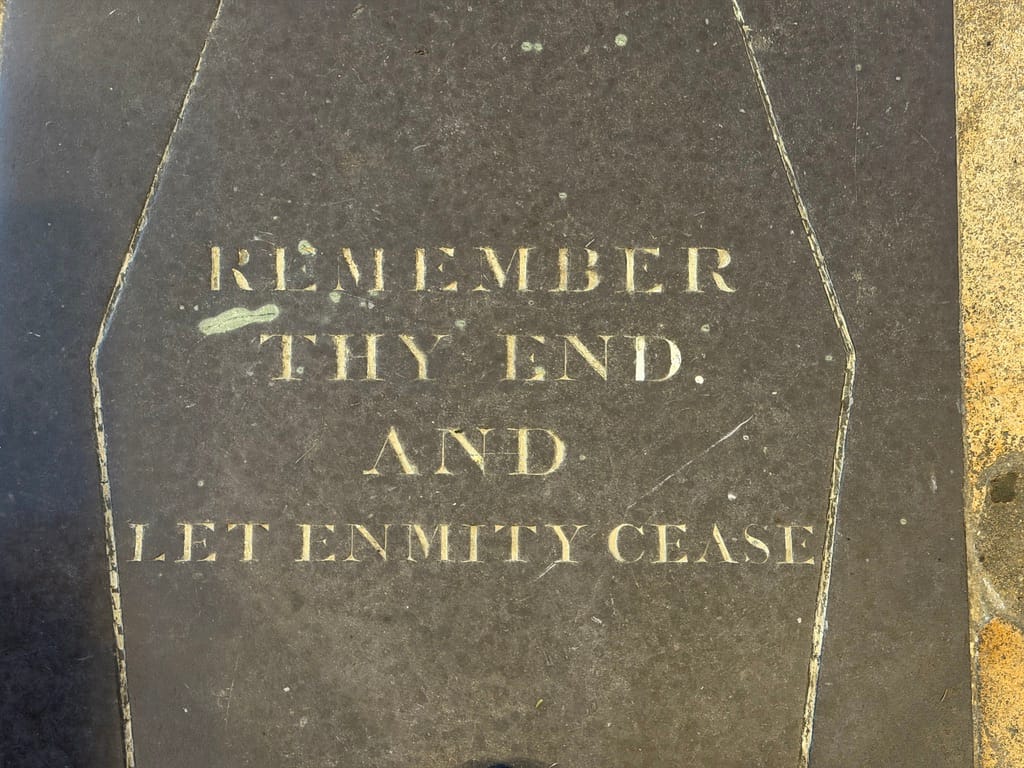 REMEMBER
THY END
AND
LET ENMITY CEASE